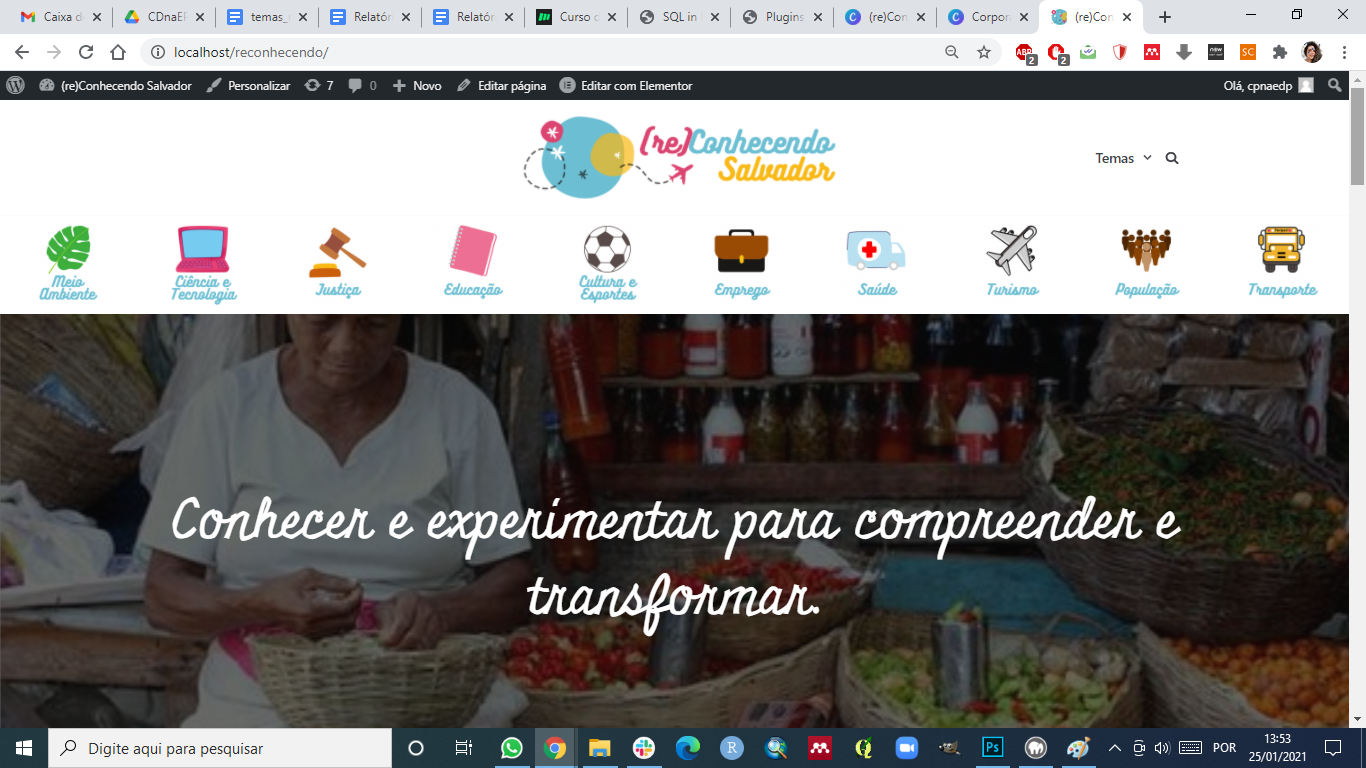 Caixa d
CDnaE
temas_
Relatór
Relatór
Curso d
SQL in
Plugins
(re)Con
Corpor
(re)Con
localhost/reconhecendo/
ABP
2
2
now
SC
(re)Conhecendo Salvador
Personalizar
7
0
Novo
Editar página
Editar com Elementor
Olá, cpnaedp
(re)Conhecendo
Salvador
Temas
Meio
Ambiente
Ciência e
Tecnologia
Justiça
Educação
Cultura e
Esportes
Emprego
Saúde
Turismo
População
Transporte
Conhecer e experimentar para compreender e
transformar.
Digite aqui para pesquisar
R
Ps
POR
13:53
25/01/2021